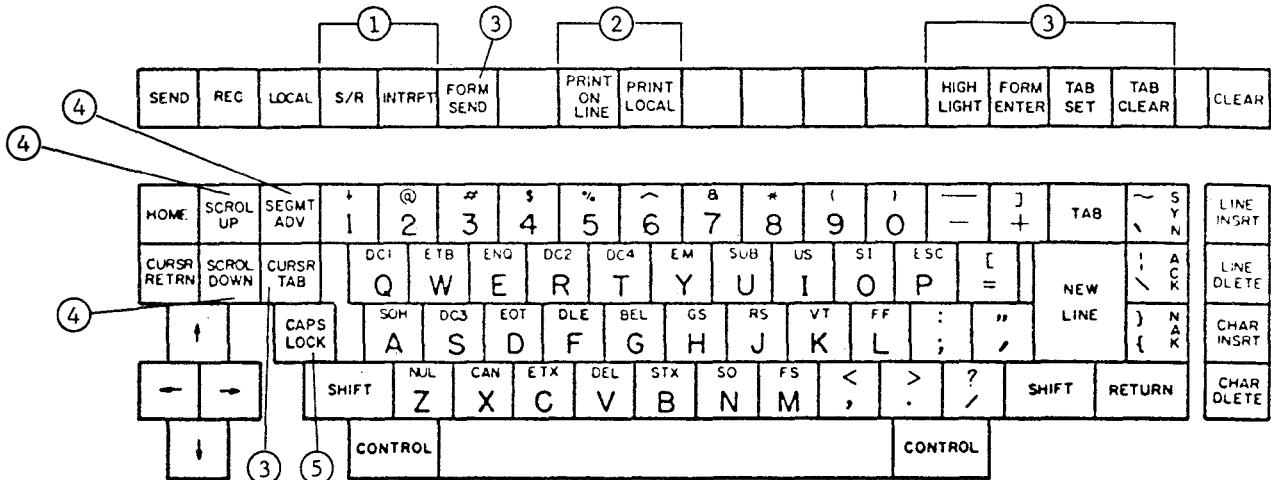 1 3 2 3
SEND REC LOCAL S/R INTRPT FORM SEND PRINT ON LINE PRINT LOCAL HIGH LIGHT FORM ENTER TAB SET TAB CLEAR CLEAR
4
4
HOME SCROL UP SEGMT ADV 1 @ 2 # 3 $ 4 % 5 ^ 6 & 7 * 8 ( 9 ) 0 — – ] + TAB ~ \ SYN LINE INSRT
CURSR RETRN SCROL DOWN CURSR TAB DC1 Q ETB W ENQ E DC2 R DC4 T EM Y SUB U US I SI O ESC P [ = NEW LINE ¦ \ ACK LINE DLETE
4
↑ CAPS LOCK SOH A DC3 S EOT D DLE F BEL G GS H RS J VT K FF L : ; " ' } { NAK CHAR INSRT
← → SHIFT NUL Z CAN X ETX C DEL V STX B SO N FS M < , > . ? / SHIFT RETURN CHAR DLETE
↓ 3 5 CONTROL CONTROL